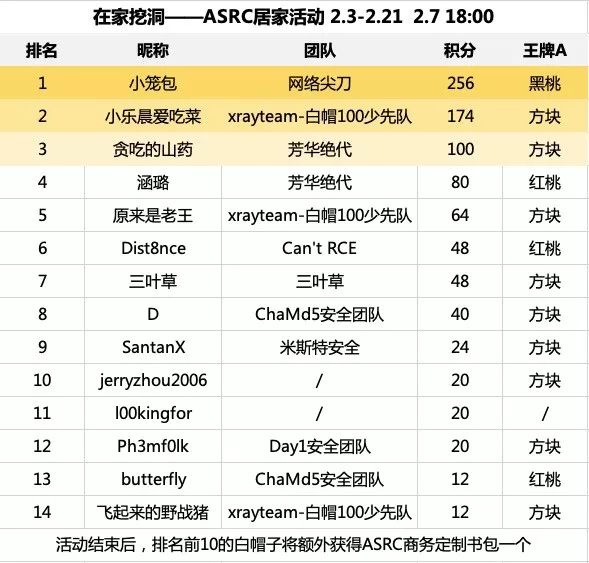 在家挖洞——ASRC居家活动 2.3-2.21 2.7 18:00
排名 昵称 团队 积分 王牌A
1 小笼包 网络尖刀 256 黑桃
2 小乐晨爱吃菜 xrayteam-白帽100少先队 174 方块
3 贪吃的山药 芳华绝代 100 方块
4 涵璐 芳华绝代 80 红桃
5 原来是老王 xrayteam-白帽100少先队 64 方块
6 Dist8nce Can't RCE 48 红桃
7 三叶草 三叶草 48 方块
8 D ChaMd5安全团队 40 方块
9 SantanX 米斯特安全 24 方块
10 jerryzhou2006 / 20 方块
11 l00kingfor / 20 /
12 Ph3mf0lk Day1安全团队 20 方块
13 butterfly ChaMd5安全团队 12 红桃
14 飞起来的野战猪 xrayteam-白帽100少先队 12 方块
活动结束后，排名前10的白帽子将额外获得ASRC商务定制书包一个